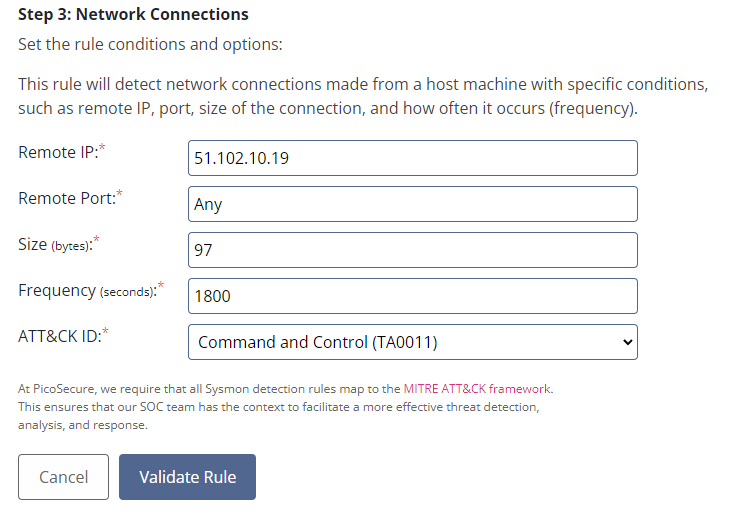 Step 3: Network Connections
Set the rule conditions and options:
This rule will detect network connections made from a host machine with specific conditions,
such as remote IP, port, size of the connection, and how often it occurs (frequency).
Remote IP:* 51.102.10.19
Remote Port:* Any
Size (bytes):* 97
Frequency (seconds):* 1800
ATT&CK ID:* Command and Control (TA0011)
At PicoSecure, we require that all Sysmon detection rules map to the MITRE ATT&CK framework.
This ensures that our SOC team has the context to facilitate a more effective threat detection,
analysis, and response.
Cancel Validate Rule